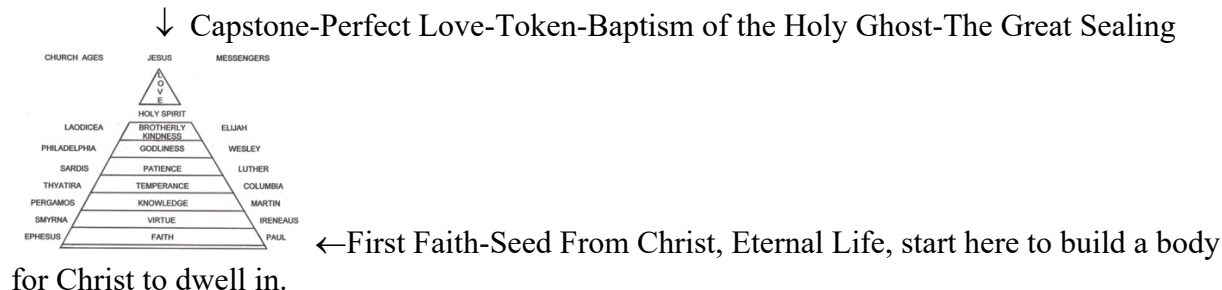 ↓ Capstone-Perfect Love-Token-Baptism of the Holy Ghost-The Great Sealing
CHURCH AGES JESUS MESSENGERS
L
O
V
E
HOLY SPIRIT
LAODICEA BROTHERLY KINDNESS ELIJAH
PHILADELPHIA GODLINESS WESLEY
SARDIS PATIENCE LUTHER
THYATIRA TEMPERANCE COLUMBIA
PERGAMOS KNOWLEDGE MARTIN
SMYRNA VIRTUE IRENEAUS
EPHESUS FAITH PAUL
←First Faith-Seed From Christ, Eternal Life, start here to build a body
for Christ to dwell in.